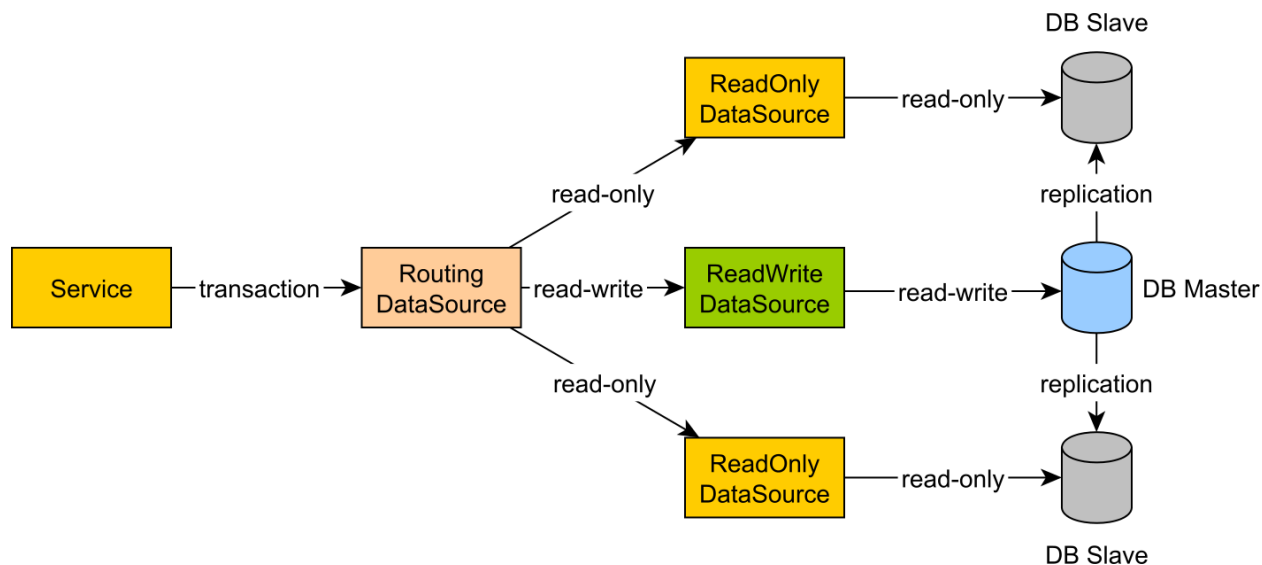 DB Slave
ReadOnly
DataSource
read-only
read-only
replication
Service
transaction
Routing
DataSource
read-write
ReadWrite
DataSource
read-write
DB Master
read-only
replication
ReadOnly
DataSource
read-only
DB Slave